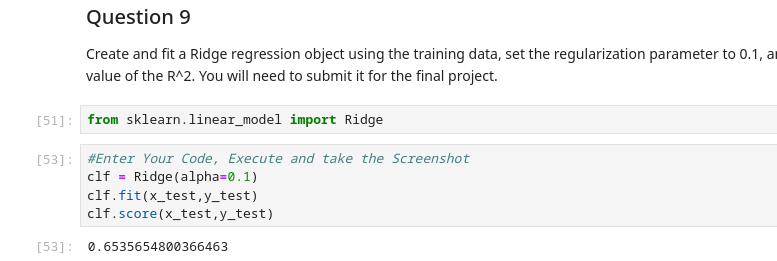 Question 9
Create and fit a Ridge regression object using the training data, set the regularization parameter to 0.1, a
value of the R^2. You will need to submit it for the final project.
[51]: from sklearn.linear_model import Ridge
[53]: #Enter Your Code, Execute and take the Screenshot
clf = Ridge(alpha=0.1)
clf.fit(x_test,y_test)
clf.score(x_test,y_test)
[53]: 0.6535654800366463